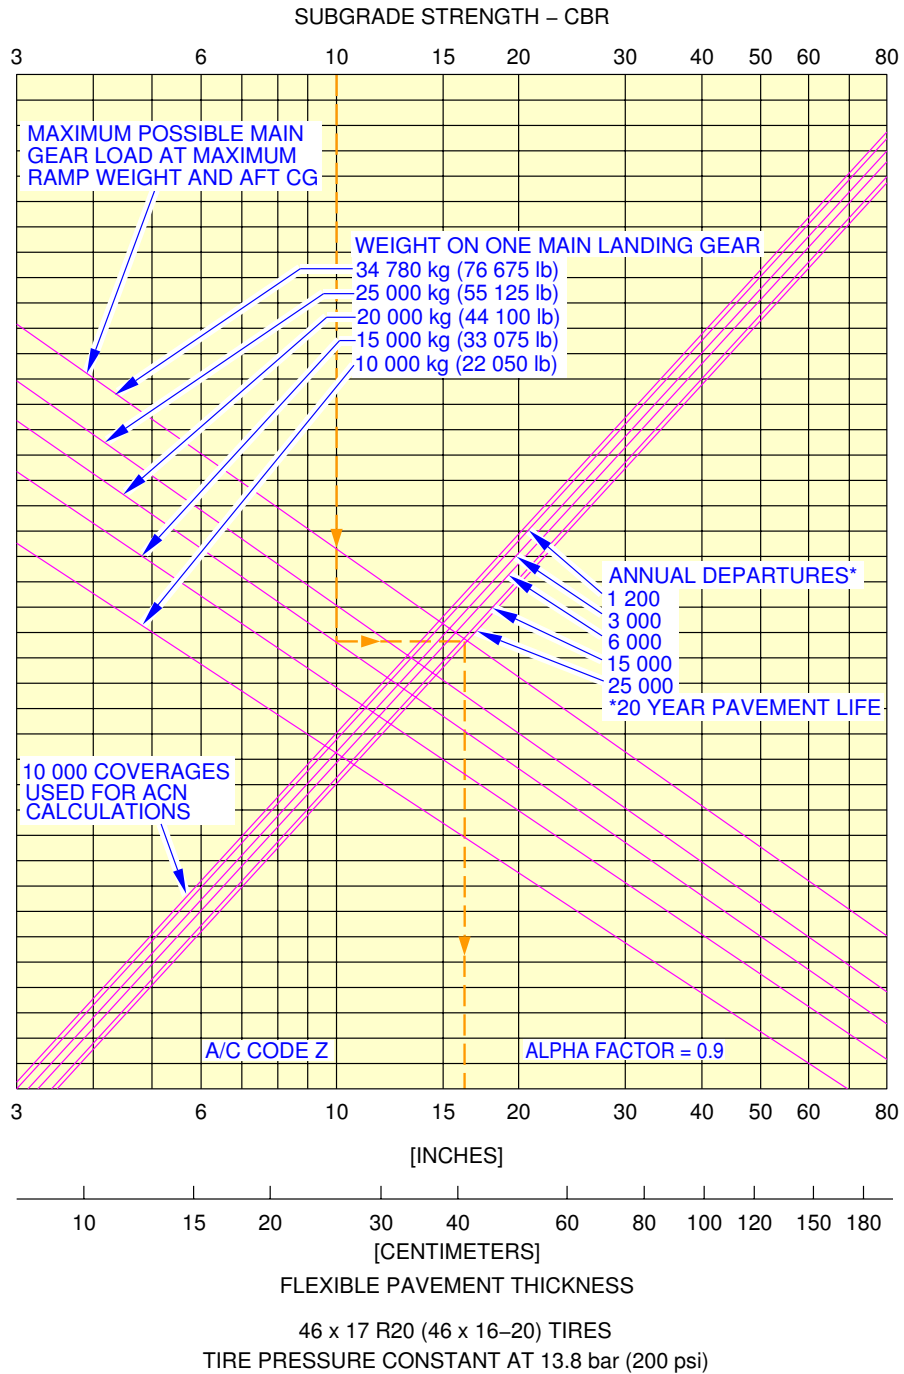 SUBGRADE STRENGTH – CBR
3 6 10 15 20 30 40 50 60 80
MAXIMUM POSSIBLE MAIN
GEAR LOAD AT MAXIMUM
RAMP WEIGHT AND AFT CG
WEIGHT ON ONE MAIN LANDING GEAR
34 780 kg (76 675 lb)
25 000 kg (55 125 lb)
20 000 kg (44 100 lb)
15 000 kg (33 075 lb)
10 000 kg (22 050 lb)
ANNUAL DEPARTURES*
1 200
3 000
6 000
15 000
25 000
*20 YEAR PAVEMENT LIFE
10 000 COVERAGES
USED FOR ACN
CALCULATIONS
A/C CODE Z
ALPHA FACTOR = 0.9
3 6 10 15 20 30 40 50 60 80
[INCHES]
10 15 20 30 40 60 80 100 120 150 180
[CENTIMETERS]
FLEXIBLE PAVEMENT THICKNESS
46 x 17 R20 (46 x 16–20) TIRES
TIRE PRESSURE CONSTANT AT 13.8 bar (200 psi)